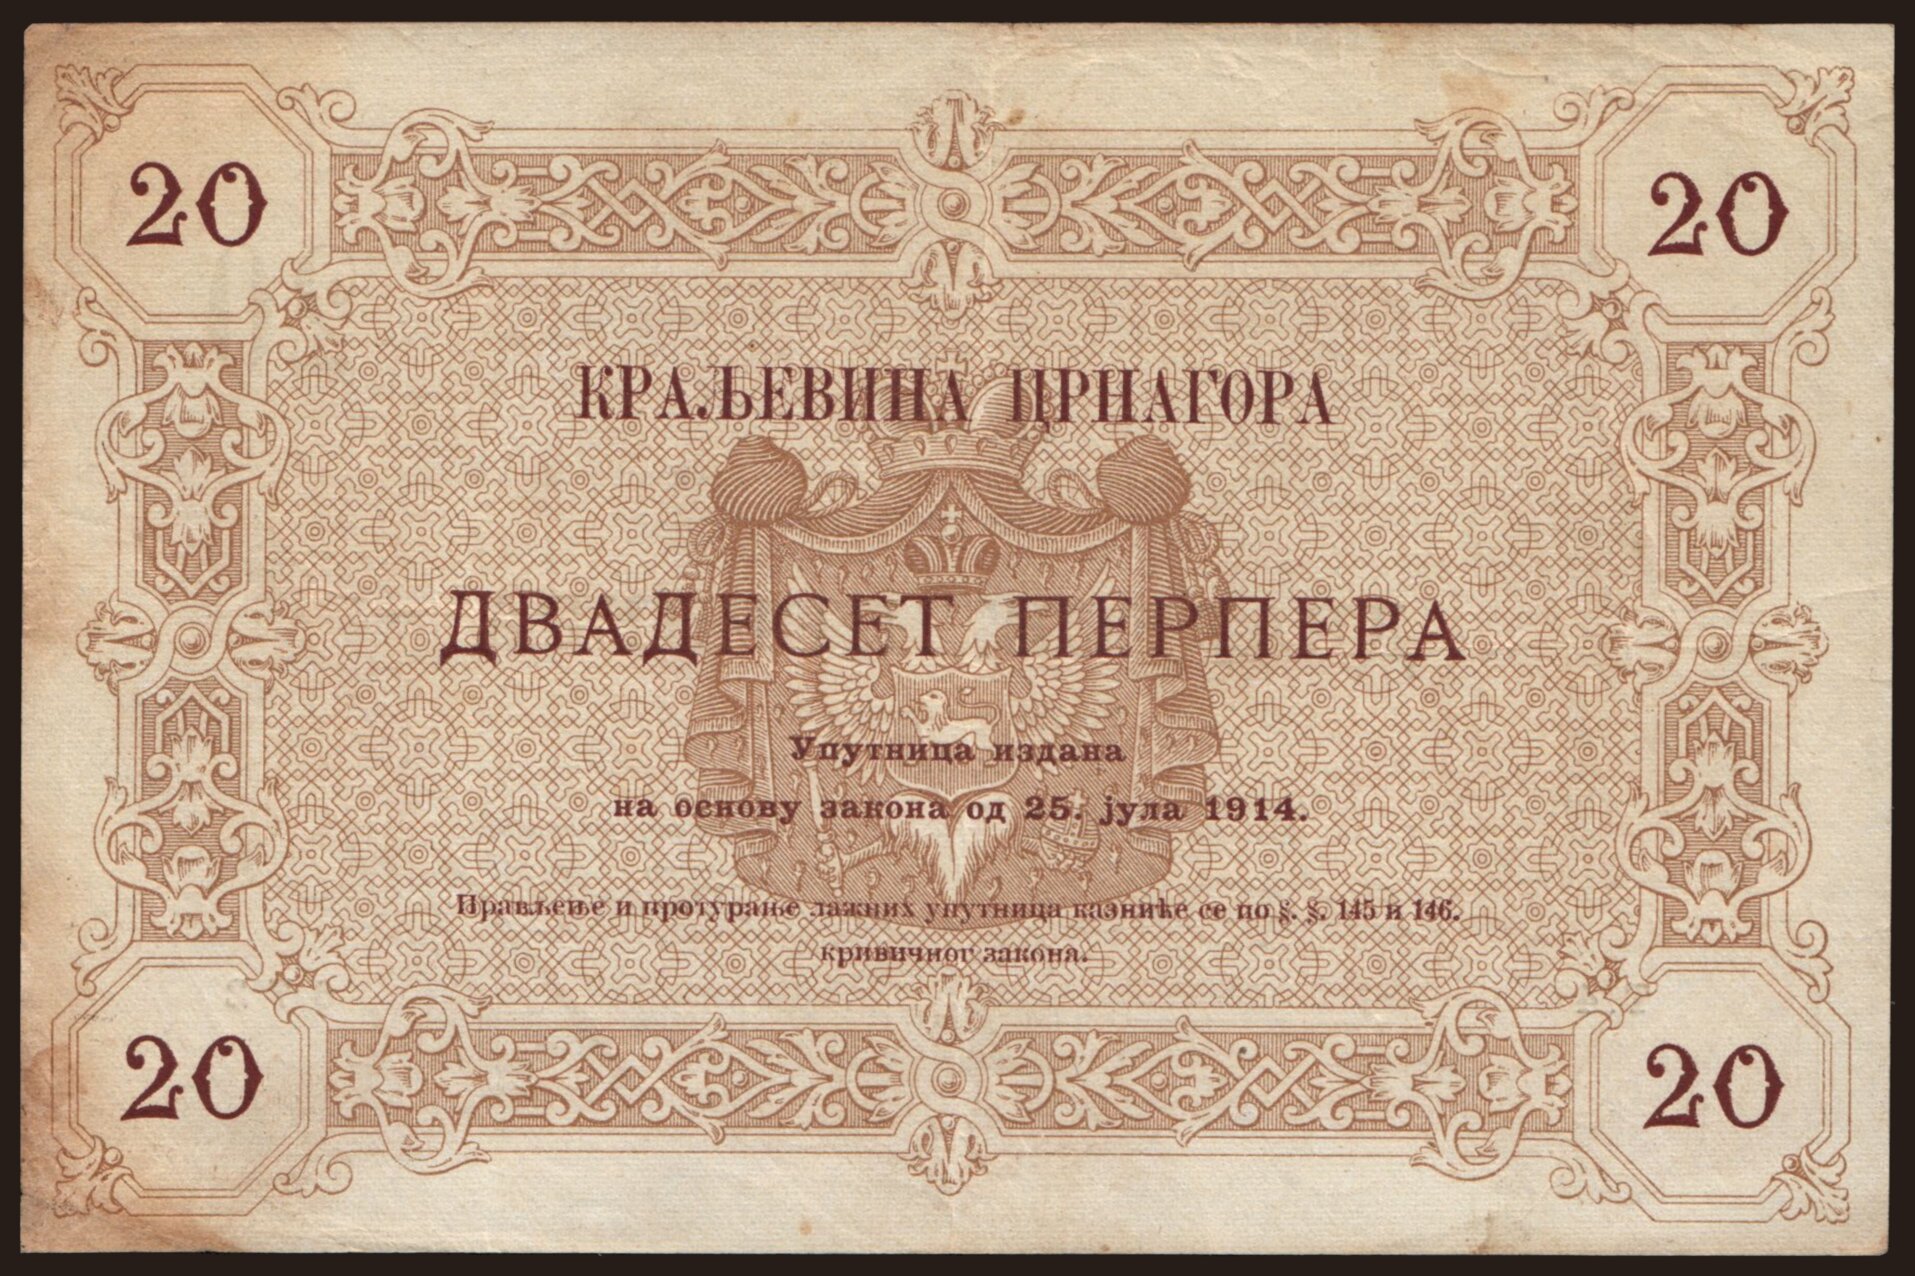 20 20
КРАЉЕВИНА ЦРНАГОРА
ДВАДЕСЕТ ПЕРПЕРА
Упутница издана
на основу закона од 25. јула 1914.
Прављење и протурање лажних упутница казниће се по §. §. 145 и 146.
кривичног закона.
20 20